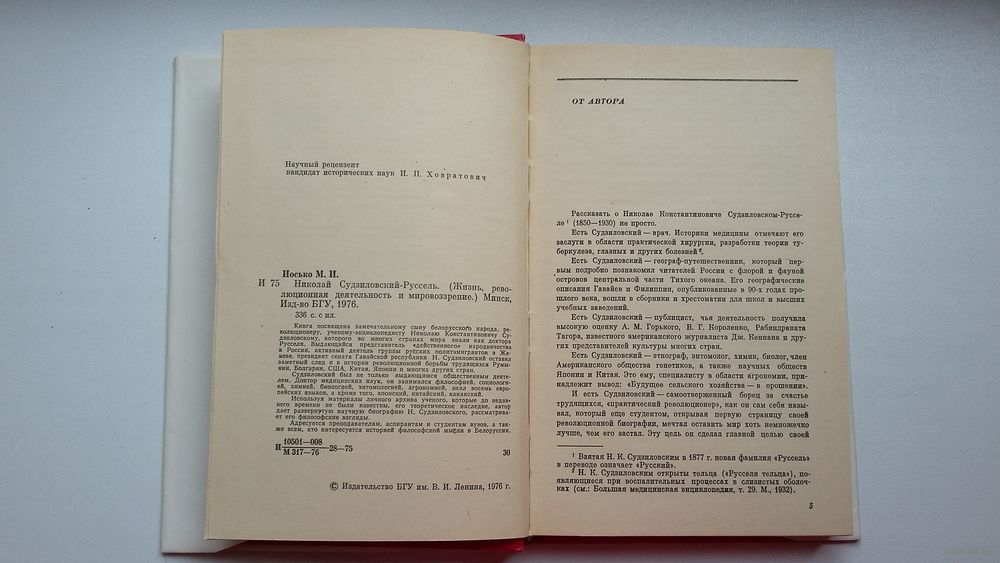 Научный рецензент
кандидат исторических наук И. П. Ховратович
Иосько М. И.
И 75 Николай Судзиловский-Руссель. (Жизнь, рево-
люционная деятельность и мировоззрение.) Минск,
Изд-во БГУ, 1976.
336 с. с ил.
Книга посвящена замечательному сыну белорусского народа, ре-
волюционеру, ученому-энциклопедисту Николаю Константиновичу Су-
дзиловскому, которого во многих странах мира знали как доктора
Русселя. Выдающийся представитель «действенного» народничества
в России, активный деятель группы русских политэмигрантов в Же-
неве, президент сената Гавайской республики Н. Судзиловский оставил
заметный след и в истории революционной борьбы трудящихся Румы-
нии, Болгарии, США, Китая, Японии и многих других стран.
Судзиловский был не только выдающимся общественным деяте-
лем. Доктор медицинских наук, он занимался философией, социологи-
ей, химией, биологией, энтомологией, агрономией, знал восемь евро-
пейских языков, а кроме того, японский, китайский, канакский.
Используя материалы личного архива ученого, которые до недав-
него времени не были известны, его теоретическое наследие, автор
дает развернутую научную биографию Н. Судзиловского, рассматрива-
ет его философские взгляды.
Адресуется преподавателям, аспирантам и студентам вузов, а так-
же всем, кто интересуется историей философской мысли в Белоруссии.
И 10501—008
М 317—76 —28—75
30
© Издательство БГУ им. В. И. Ленина, 1976 г.
ОТ АВТОРА
Рассказать о Николае Константиновиче Судзиловском-Руссе-
ле ¹ (1850—1930) не просто.
Есть Судзиловский — врач. Историки медицины отмечают его
заслуги в области практической хирургии, разработки теории ту-
беркулеза, глазных и других болезней ².
Есть Судзиловский — географ-путешественник, который пер-
вым подробно познакомил читателей России с флорой и фауной
островов центральной части Тихого океана. Его географические
описания Гавайев и Филиппин, опубликованные в 90-х годах про-
шлого века, вошли в сборники и хрестоматии для школ и высших
учебных заведений.
Есть Судзиловский — публицист, чья деятельность получила
высокую оценку А. М. Горького, В. Г. Короленко, Рабиндраната
Тагора, известного американского журналиста Дж. Кеннана и дру-
гих представителей культуры многих стран.
Есть Судзиловский — этнограф, энтомолог, химик, биолог, член
Американского общества генетиков, а также научных обществ
Японии и Китая. Это ему, специалисту в области агрономии, при-
надлежит вывод: «Будущее сельского хозяйства — в орошении».
И есть Судзиловский — самоотверженный борец за счастье
трудящихся, «практический революционер», как он сам себя назы-
вал, который еще студентом, открывая первую страницу своей
революционной биографии, мечтал оставить мир хоть немножечко
лучше, чем его застал. Эту цель он сделал главной целью своей
¹ Взятая Н. К. Судзиловским в 1877 г. новая фамилия «Руссель»
в переводе означает «Русский».
² Н. К. Судзиловским открыты тельца («Русселя тельца»), по-
являющиеся при воспалительных процессах в слизистых оболоч-
ках (см.: Большая медицинская энциклопедия, т. 29. М., 1932).
5